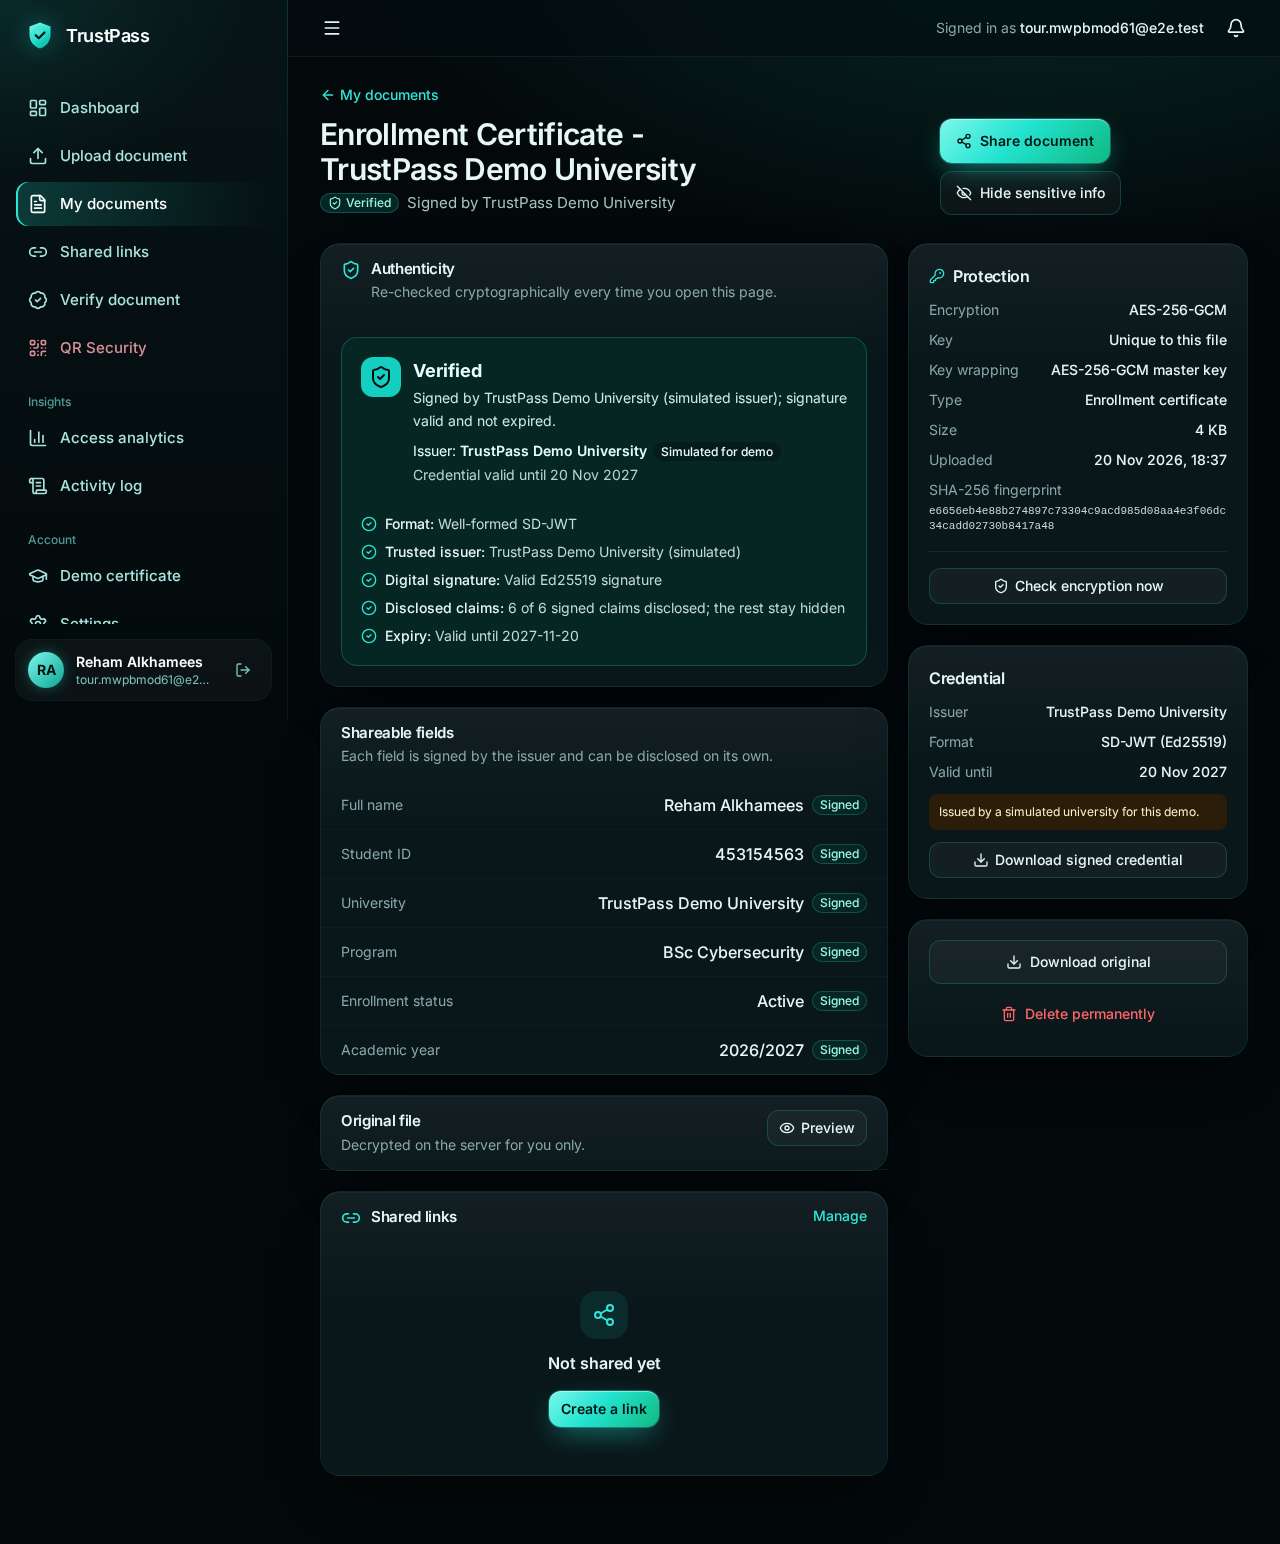 TrustPass
Dashboard
Upload document
My documents
Shared links
Verify document
QR Security
Insights
Access analytics
Activity log
Account
Demo certificate
Settings
RA
Reham Alkhamees
tour.mwpbmod61@e2...
Signed in as tour.mwpbmod61@e2e.test
My documents
Enrollment Certificate -
TrustPass Demo University
Verified Signed by TrustPass Demo University
Share document
Hide sensitive info
Authenticity
Re-checked cryptographically every time you open this page.
Verified
Signed by TrustPass Demo University (simulated issuer); signature
valid and not expired.
Issuer: TrustPass Demo University Simulated for demo
Credential valid until 20 Nov 2027
Format: Well-formed SD-JWT
Trusted issuer: TrustPass Demo University (simulated)
Digital signature: Valid Ed25519 signature
Disclosed claims: 6 of 6 signed claims disclosed; the rest stay hidden
Expiry: Valid until 2027-11-20
Shareable fields
Each field is signed by the issuer and can be disclosed on its own.
Full name Reham Alkhamees Signed
Student ID 453154563 Signed
University TrustPass Demo University Signed
Program BSc Cybersecurity Signed
Enrollment status Active Signed
Academic year 2026/2027 Signed
Original file
Decrypted on the server for you only.
Preview
Shared links
Manage
Not shared yet
Create a link
Protection
Encryption AES-256-GCM
Key Unique to this file
Key wrapping AES-256-GCM master key
Type Enrollment certificate
Size 4 KB
Uploaded 20 Nov 2026, 18:37
SHA-256 fingerprint
e6656eb4e88b274897c73304c9acd985d08aa4e3f06dc
34cadd02730b8417a48
Check encryption now
Credential
Issuer TrustPass Demo University
Format SD-JWT (Ed25519)
Valid until 20 Nov 2027
Issued by a simulated university for this demo.
Download signed credential
Download original
Delete permanently